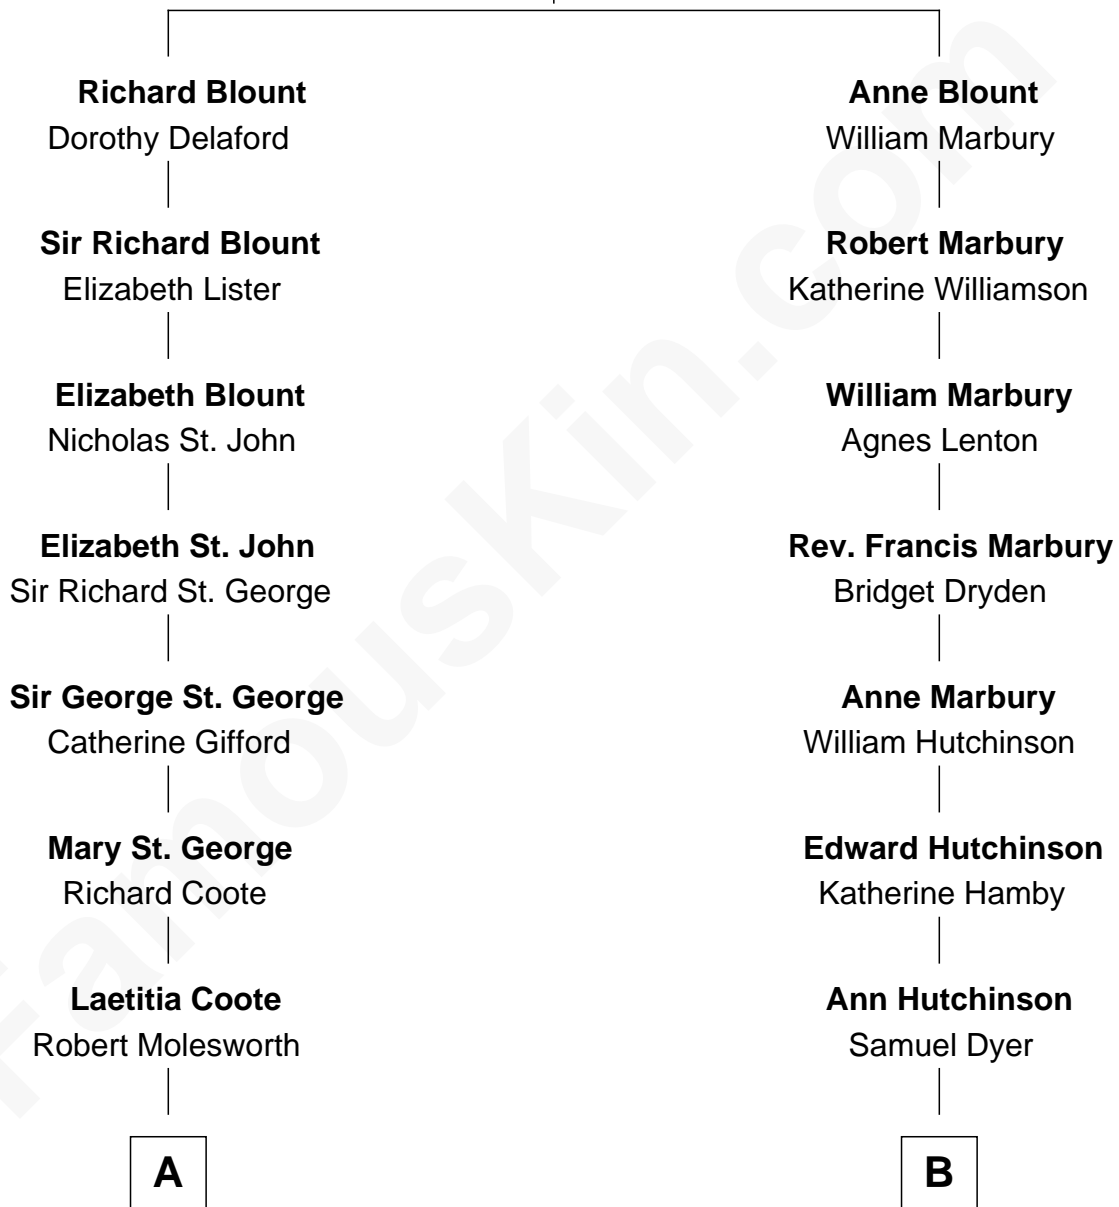 Richard Blount
Dorothy Delaford
Anne Blount
William Marbury
Sir Richard Blount
Elizabeth Lister
Robert Marbury
Katherine Williamson
Elizabeth Blount
Nicholas St. John
William Marbury
Agnes Lenton
Elizabeth St. John
Sir Richard St. George
Rev. Francis Marbury
Bridget Dryden
Sir George St. George
Catherine Gifford
Anne Marbury
William Hutchinson
Mary St. George
Richard Coote
Edward Hutchinson
Katherine Hamby
Laetitia Coote
Robert Molesworth
Ann Hutchinson
Samuel Dyer
A
B
FamousKin.com